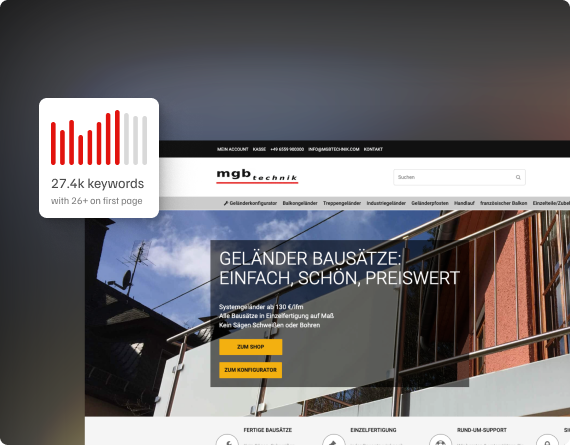 MEIN ACCOUNT KASSE +49 6559 900300 INFO@MGBTECHNIK.COM KONTAKT
mgb technik
Suchen
Geländerkonfigurator Balkongeländer Treppengeländer Industriegeländer Geländerpfosten Handlauf französischer Balkon Einzelteile/Zube
27.4k keywords
with 26+ on first page
GELÄNDER BAUSÄTZE:
EINFACH, SCHÖN, PREISWERT
Systemgeländer ab 130 €/lfm
Alle Bausätze in Einzelfertigung auf Maß
Kein Sägen Schweißen oder Bohren
ZUM SHOP
ZUM KONFIGURATOR
FERTIGE BAUSÄTZE EINZELFERTIGUNG RUND-UM-SUPPORT